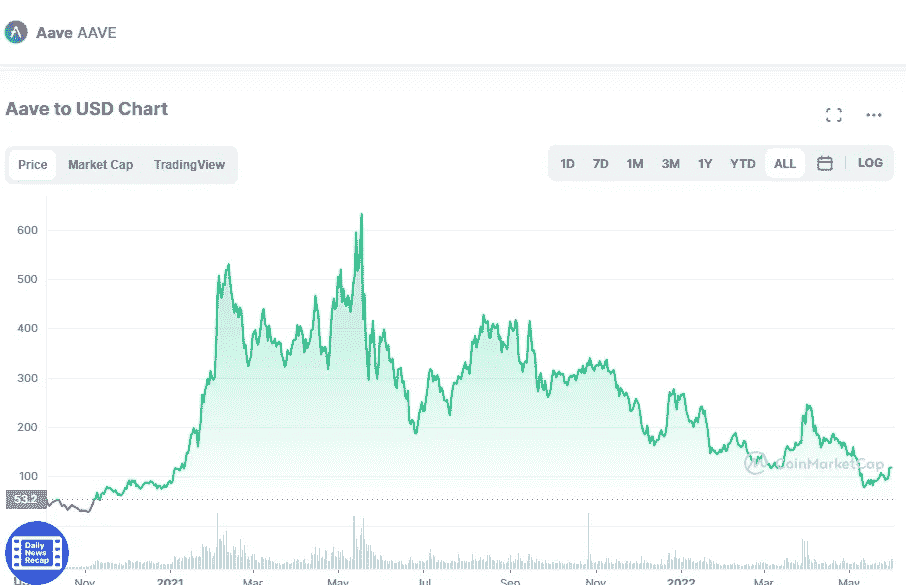 Aave AAVE
Aave to USD Chart
Price Market Cap TradingView
1D 7D 1M 3M 1Y YTD ALL LOG
600
500
400
300
200
100
CoinMarketCap
Daily
News
Recap
Nov 2021 Mar May Jul Sep Nov 2022 Mar May